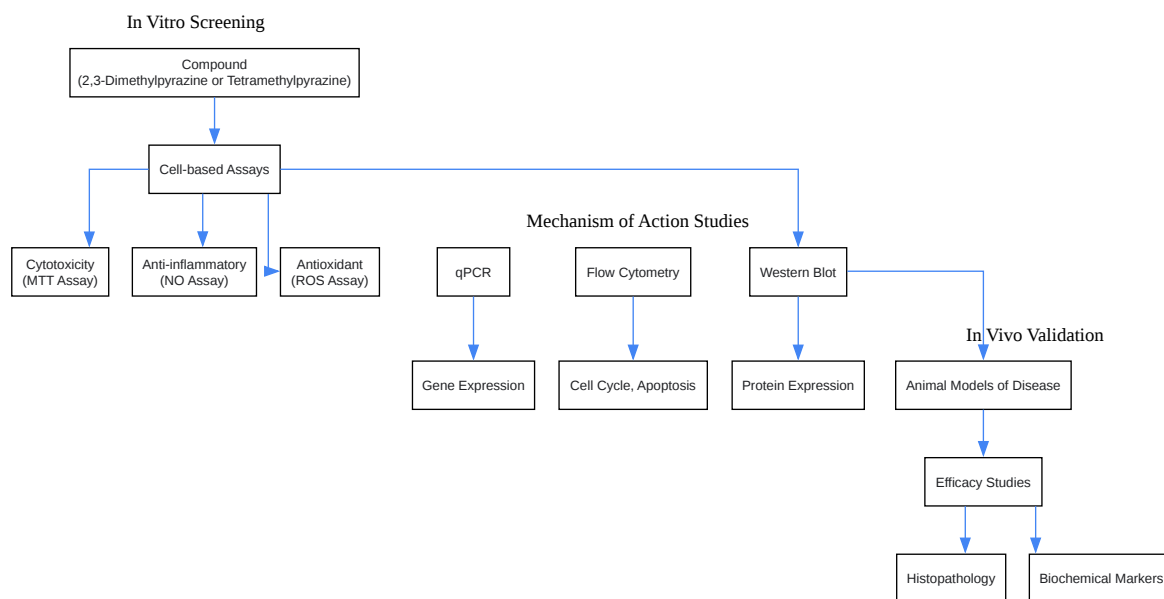 In Vitro Screening
Compound
(2,3-Dimethylpyrazine or Tetramethylpyrazine)
Cell-based Assays
Cytotoxicity
(MTT Assay)
Anti-inflammatory
(NO Assay)
Antioxidant
(ROS Assay)
Mechanism of Action Studies
qPCR
Flow Cytometry
Western Blot
Gene Expression
Cell Cycle, Apoptosis
Protein Expression
In Vivo Validation
Animal Models of Disease
Efficacy Studies
Histopathology
Biochemical Markers